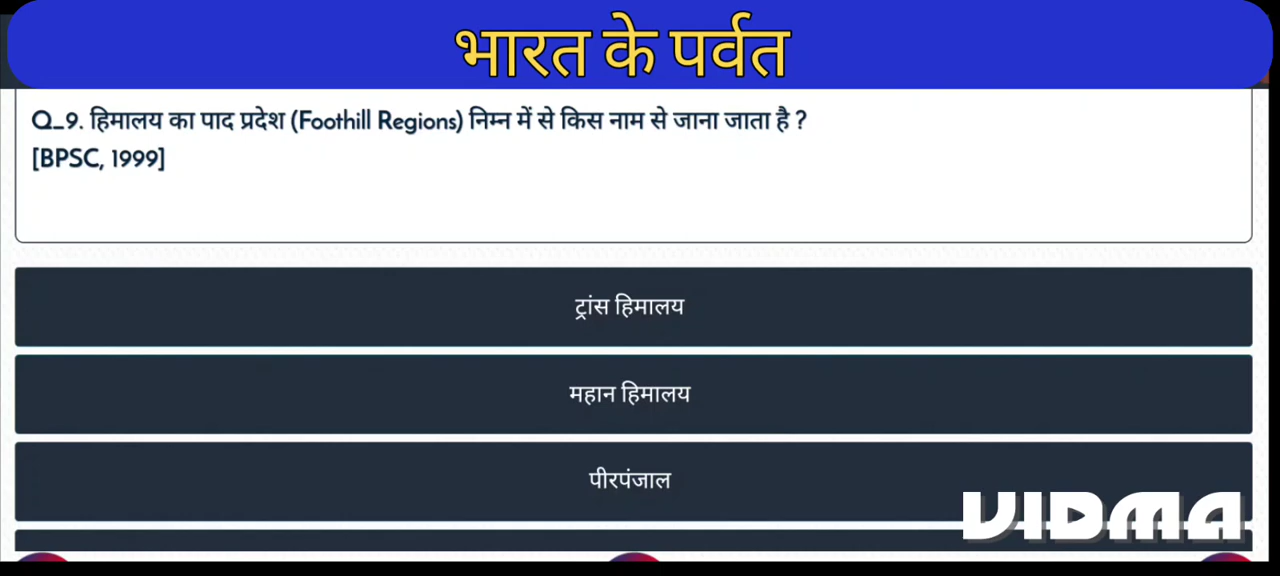 भारत के पर्वत
Q_9. हिमालय का पाद प्रदेश (Foothill Regions) निम्न में से किस नाम से जाना जाता है ?
[BPSC, 1999]
ट्रांस हिमालय
महान हिमालय
पीरपंजाल
VIDMA